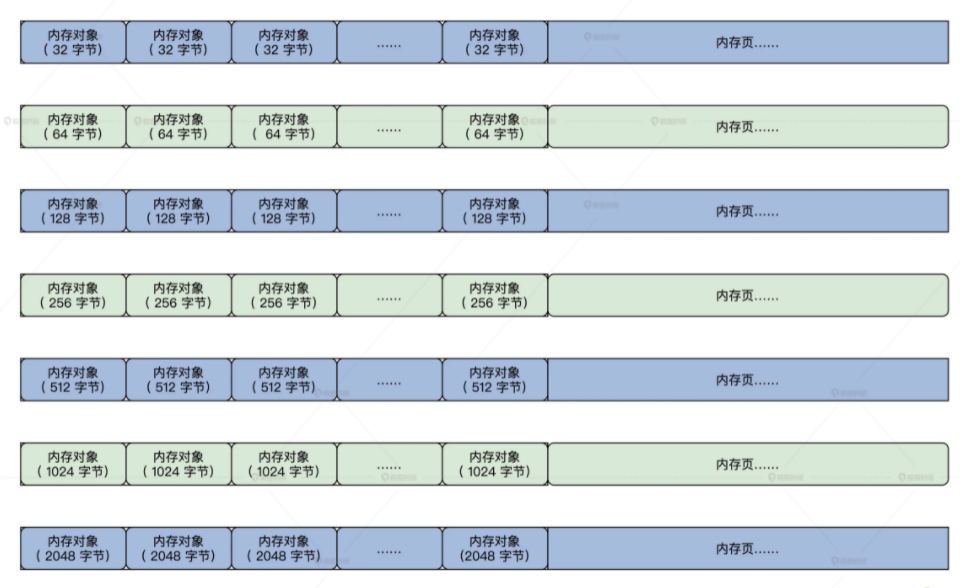 内存对象 内存对象 内存对象 …… 内存对象 内存页……
( 32 字节) ( 32 字节) ( 32 字节) ( 32 字节)
内存对象 内存对象 内存对象 …… 内存对象 内存页……
( 64 字节) ( 64 字节) ( 64 字节) ( 64 字节)
内存对象 内存对象 内存对象 …… 内存对象 内存页……
( 128 字节) ( 128 字节) ( 128 字节) ( 128 字节)
内存对象 内存对象 内存对象 …… 内存对象 内存页……
( 256 字节) ( 256 字节) ( 256 字节) ( 256 字节)
内存对象 内存对象 内存对象 …… 内存对象 内存页……
( 512 字节) ( 512 字节) ( 512 字节) ( 512 字节)
内存对象 内存对象 内存对象 …… 内存对象 内存页……
( 1024 字节) ( 1024 字节) ( 1024 字节) ( 1024 字节)
内存对象 内存对象 内存对象 …… 内存对象 内存页……
( 2048 字节) ( 2048 字节) ( 2048 字节) (2048 字节)